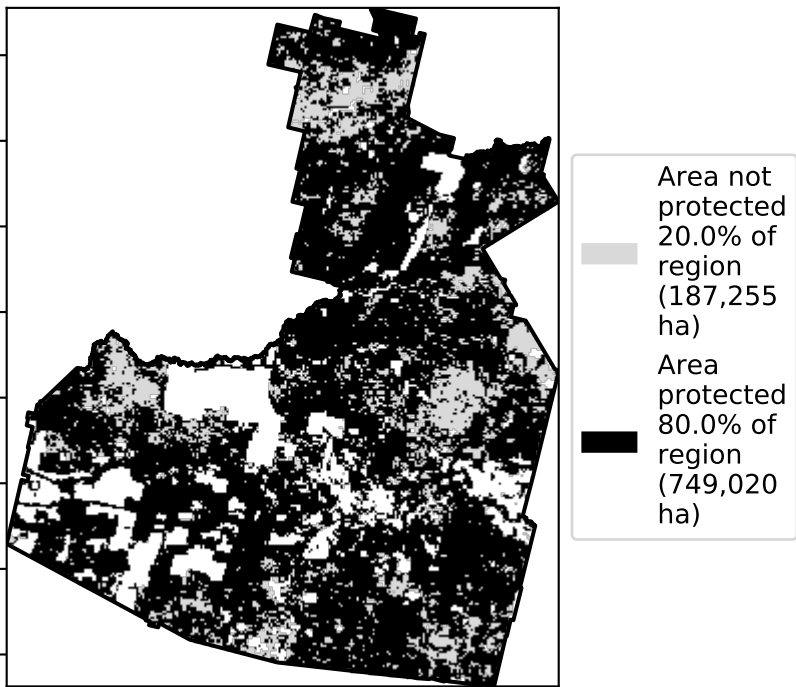 Area not
protected
20.0% of
region
(187,255
ha)
Area
protected
80.0% of
region
(749,020
ha)